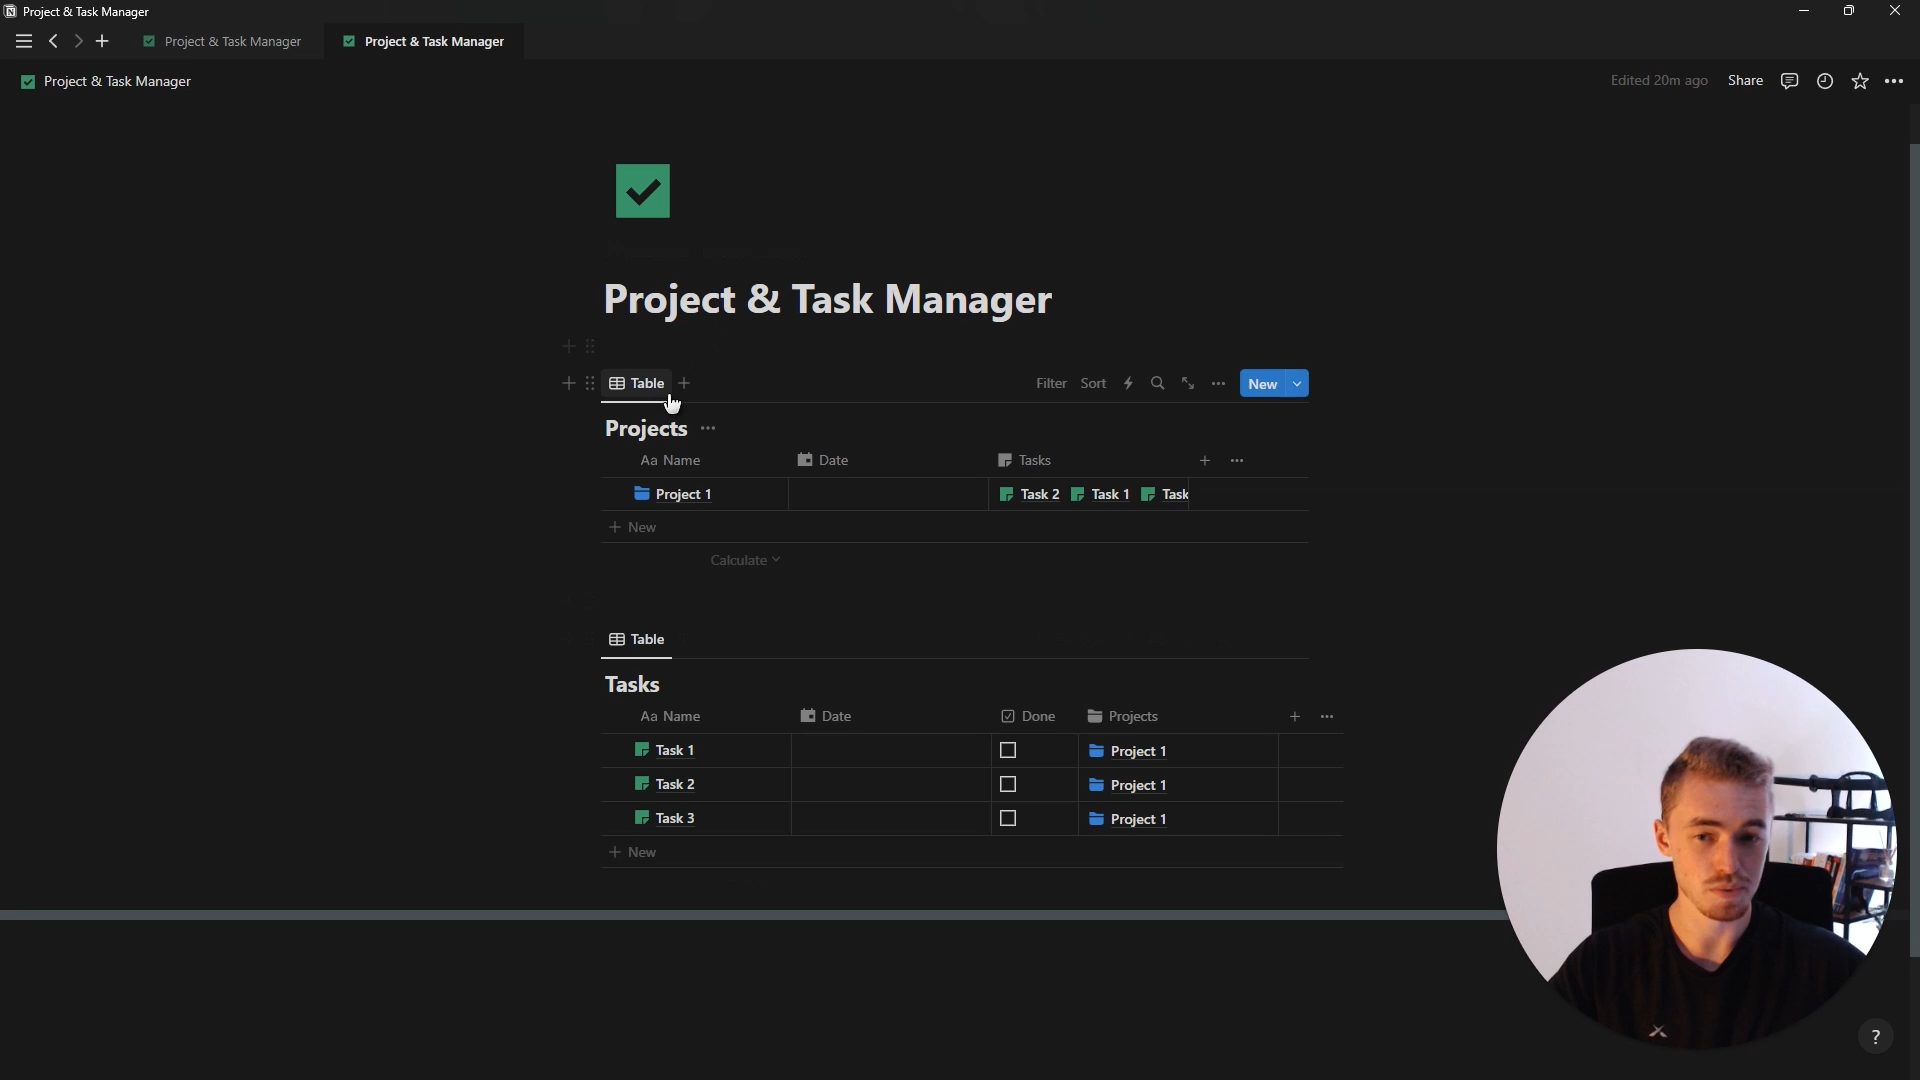 Project & Task Manager
Project & Task Manager
Project & Task Manager
Project & Task Manager
Edited 20m ago
Share
Project & Task Manager
Table
Filter
Sort
New
Projects
Aa Name
Date
Tasks
Project 1
Task 2
Task 1
Task
New
Calculate
Table
Tasks
Aa Name
Date
Done
Projects
Task 1
Project 1
Task 2
Project 1
Task 3
Project 1
New
?